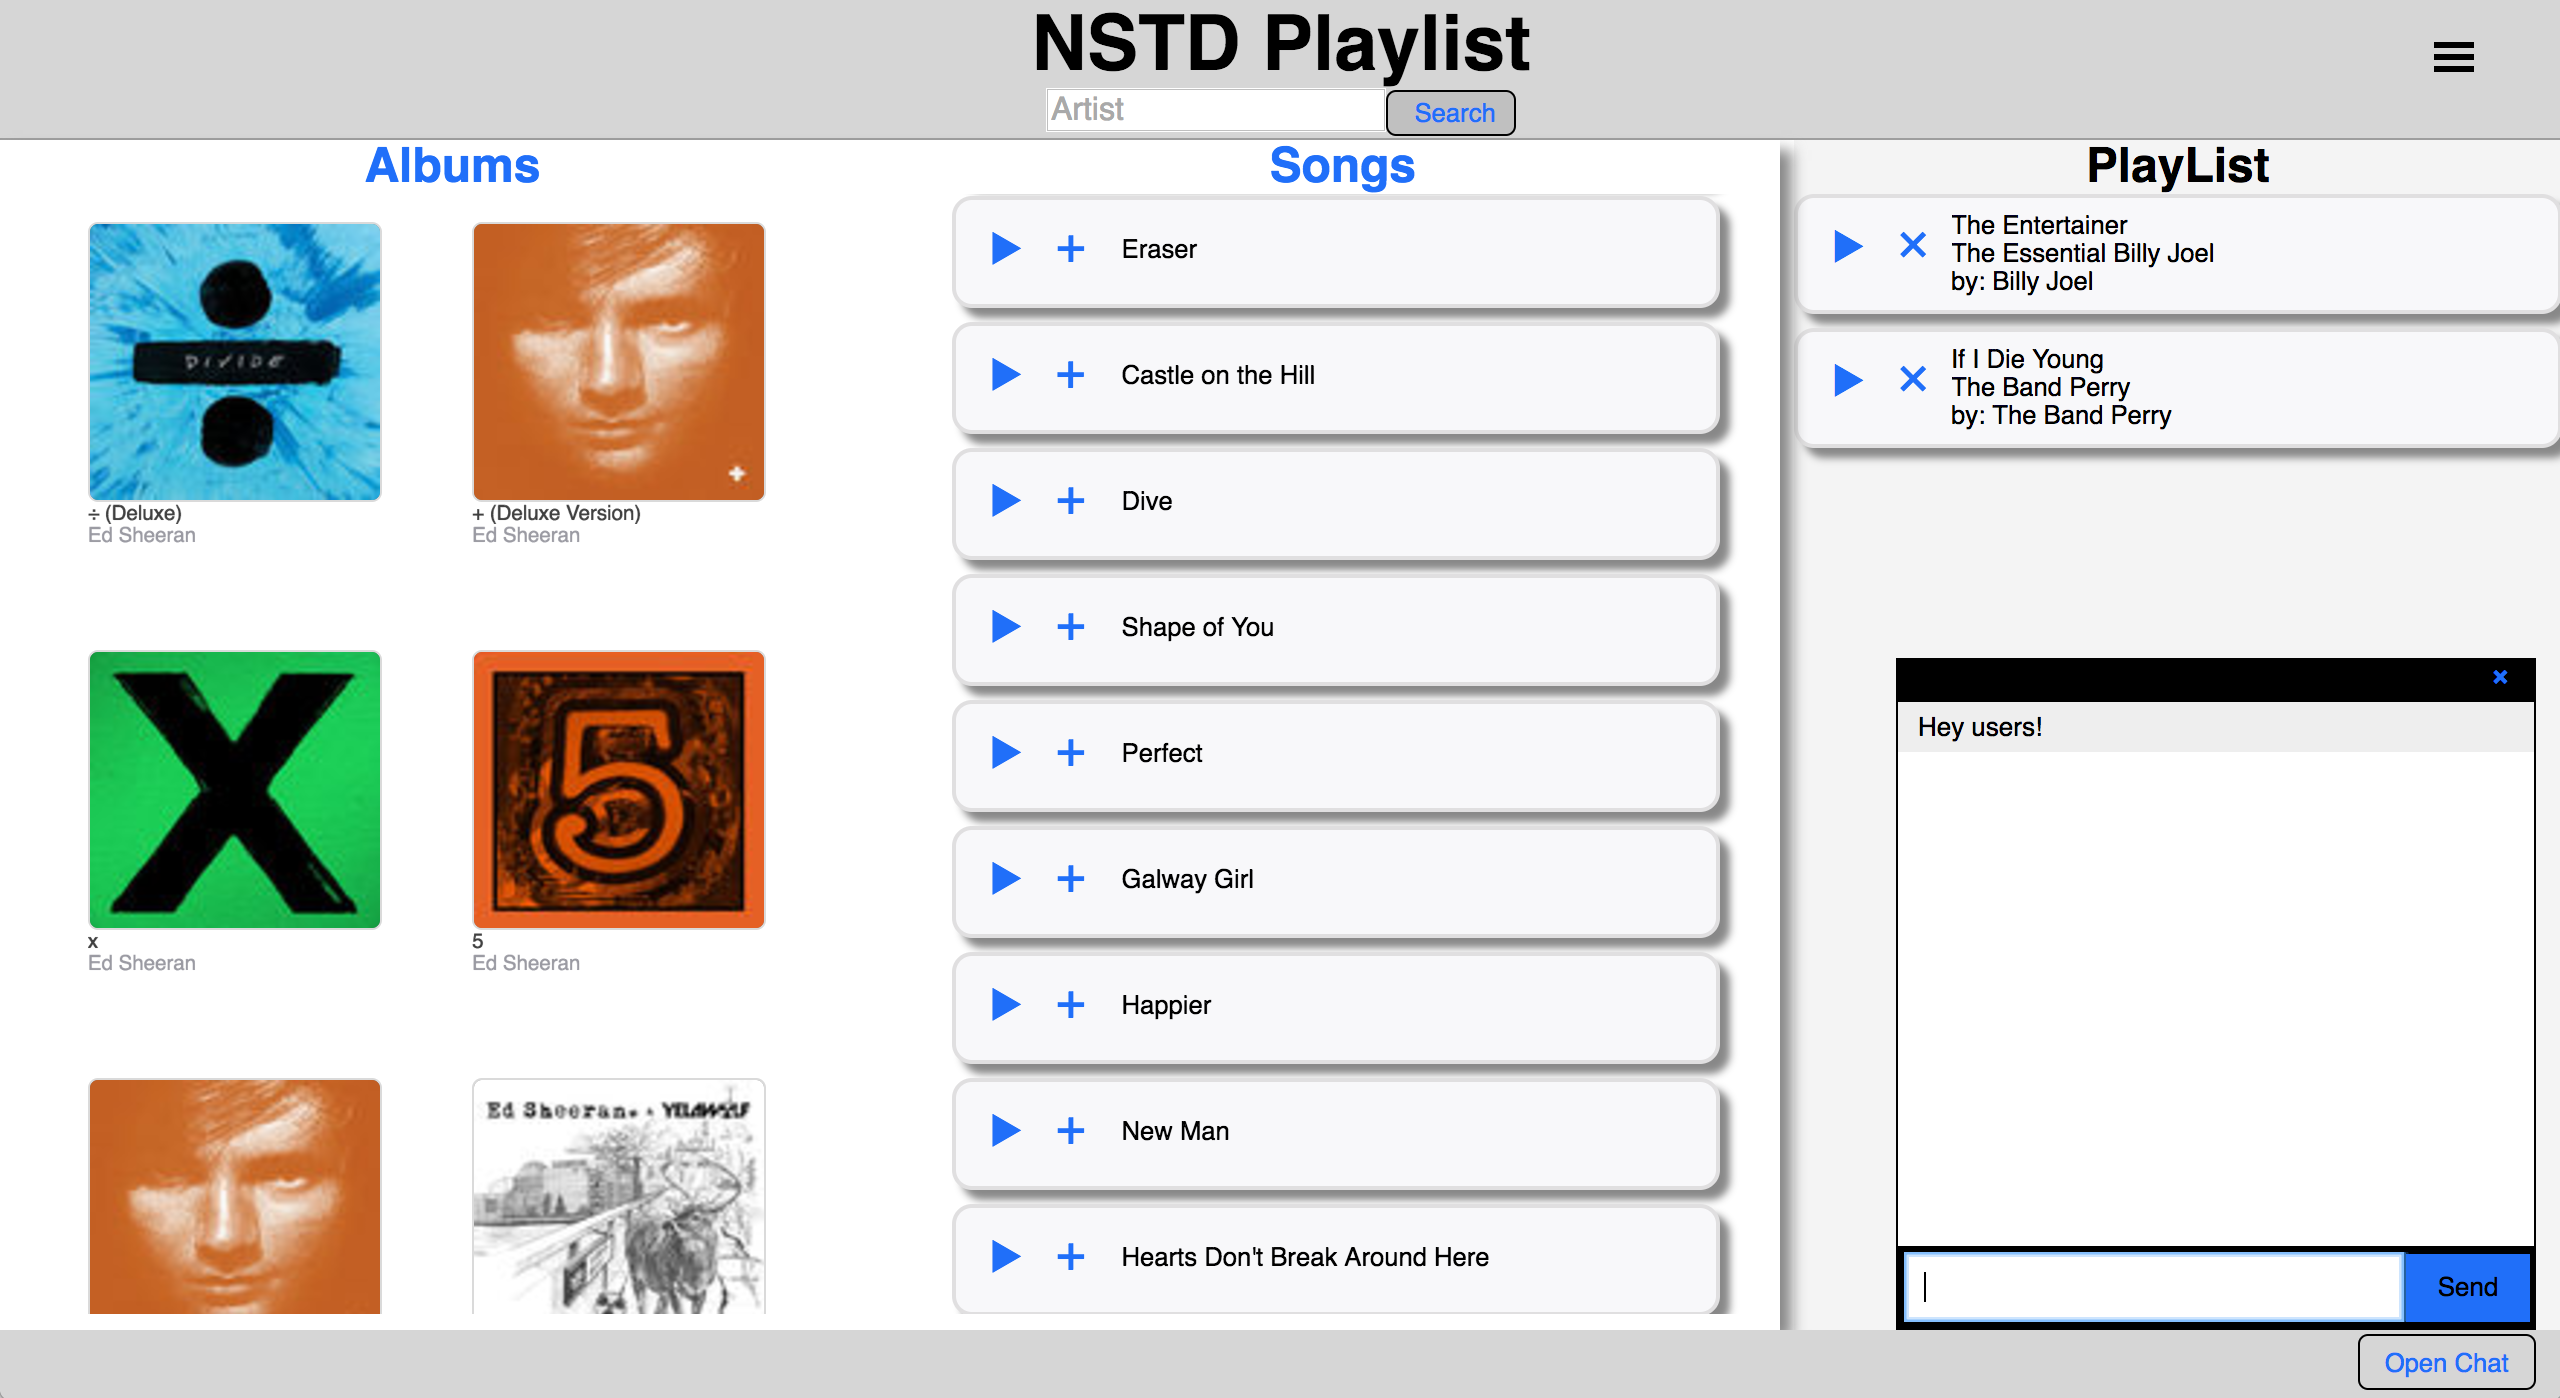 NSTD Playlist
Artist
Search
Albums
DIVIDE
÷ (Deluxe)
Ed Sheeran
+ (Deluxe Version)
Ed Sheeran
x
Ed Sheeran
5
5
Ed Sheeran
Ed Sheeran. & YELAWOLF
Songs
Eraser
Castle on the Hill
Dive
Shape of You
Perfect
Galway Girl
Happier
New Man
Hearts Don't Break Around Here
PlayList
The Entertainer
The Essential Billy Joel
by: Billy Joel
If I Die Young
The Band Perry
by: The Band Perry
Hey users!
Send
Open Chat